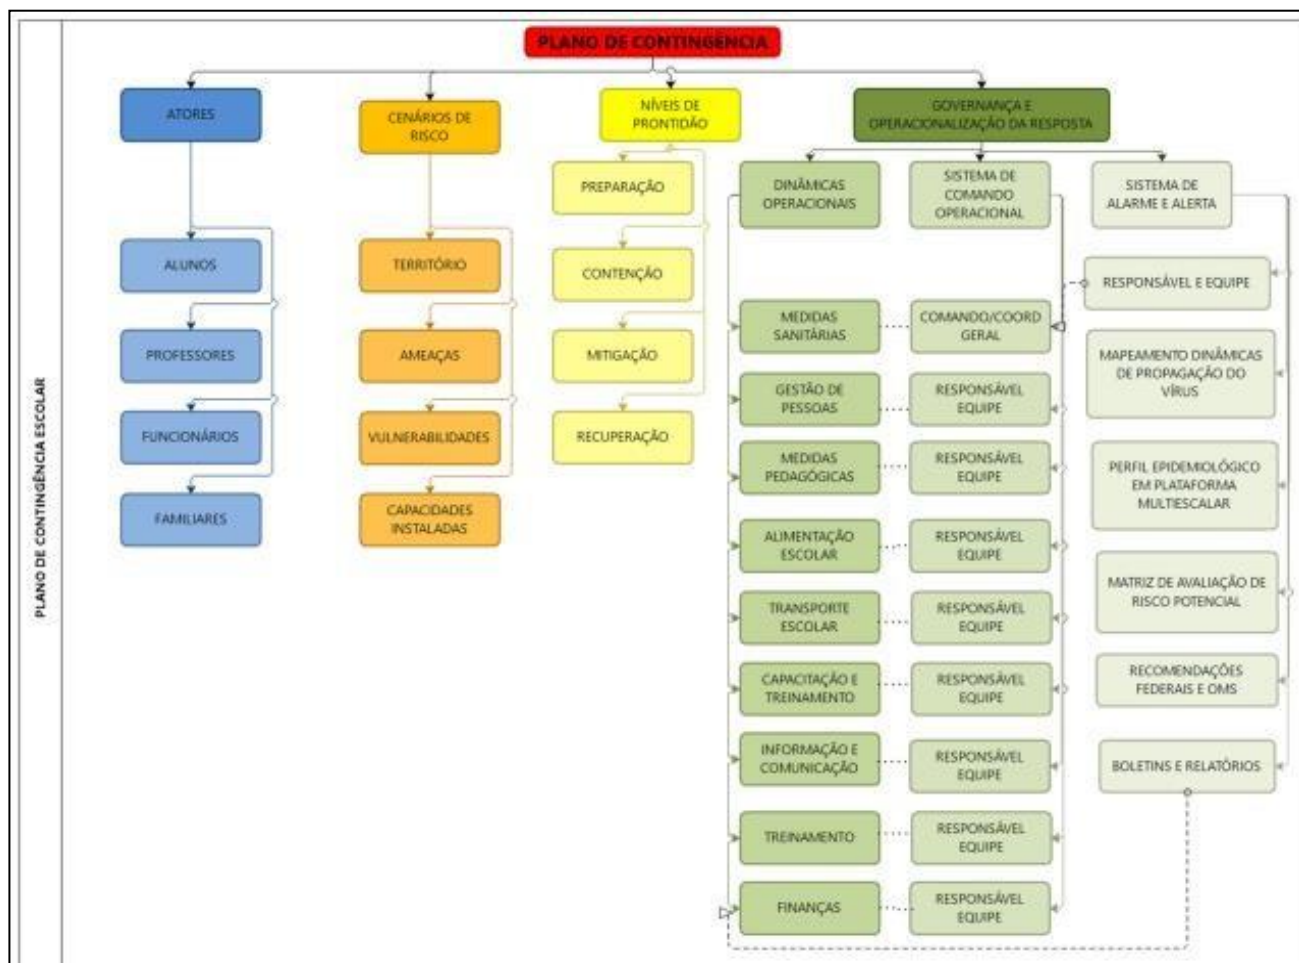 PLANO DE CONTINGÊNCIA
ATORES
CENÁRIOS DE
RISCO
NÍVEIS DE
PRONTIDÃO
GOVERNANÇA E
OPERACIONALIZAÇÃO DA RESPOSTA
PREPARAÇÃO
DINÂMICAS
OPERACIONAIS
SISTEMA DE
COMANDO
OPERACIONAL
SISTEMA DE
ALARME E ALERTA
ALUNOS
TERRITÓRIO
CONTENÇÃO
RESPONSÁVEL E EQUIPE
MEDIDAS
SANITÁRIAS
COMANDO/COORD
GERAL
PROFESSORES
AMEAÇAS
MITIGAÇÃO
MAPEAMENTO DINÂMICAS
DE PROPAGAÇÃO DO
VÍRUS
GESTÃO DE
PESSOAS
RESPONSÁVEL
EQUIPE
FUNCIONÁRIOS
VULNERABILIDADES
RECUPERAÇÃO
MEDIDAS
PEDAGÓGICAS
RESPONSÁVEL
EQUIPE
PERFIL EPIDEMIOLÓGICO
EM PLATAFORMA
MULTIESCALAR
FAMILIARES
CAPACIDADES
INSTALADAS
ALIMENTAÇÃO
ESCOLAR
RESPONSÁVEL
EQUIPE
MATRIZ DE AVALIAÇÃO DE
RISCO POTENCIAL
TRANSPORTE
ESCOLAR
RESPONSÁVEL
EQUIPE
CAPACITAÇÃO E
TREINAMENTO
RESPONSÁVEL
EQUIPE
RECOMENDAÇÕES
FEDERAIS E OMS
INFORMAÇÃO E
COMUNICAÇÃO
RESPONSÁVEL
EQUIPE
BOLETINS E RELATÓRIOS
TREINAMENTO
RESPONSÁVEL
EQUIPE
FINANÇAS
RESPONSÁVEL
EQUIPE
PLANO DE CONTINGÊNCIA ESCOLAR